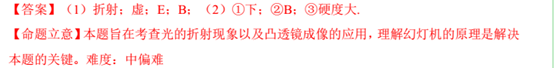 【答案】（1）折射；虚；E；B；（2）①下；②B；③硬度大.
【命题立意】本题旨在考查光的折射现象以及凸透镜成像的应用，理解幻灯机的原理是解决
本题的关键。难度：中偏难